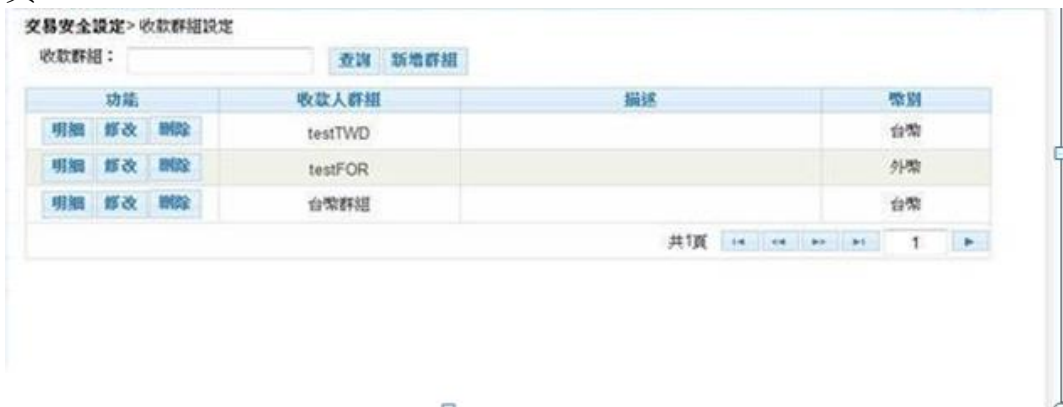 交易安全設定> 收款群組設定
收款群組：
查詢 新增群組
功能 收款人群組 描述 幣別
明細 修改 刪除 testTWD 台幣
明細 修改 刪除 testFOR 外幣
明細 修改 刪除 台幣群組 台幣
共1頁 1